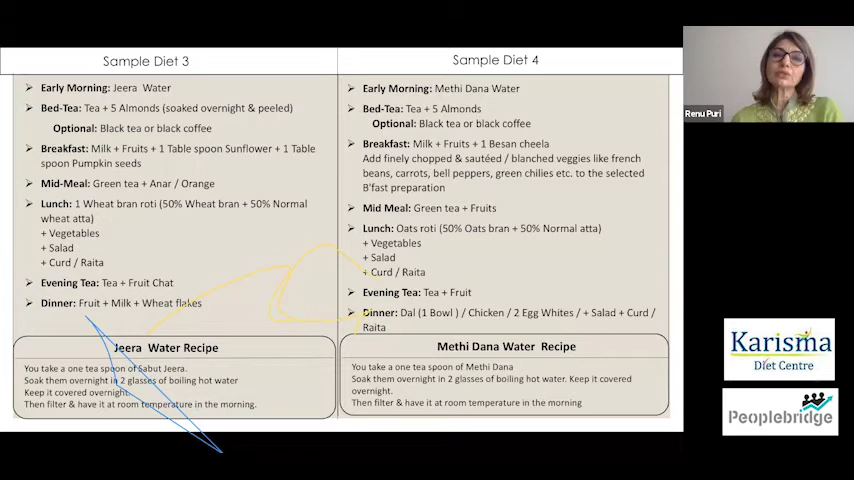 Sample Diet 3
Early Morning: Jeera Water
Bed-Tea: Tea + 5 Almonds (soaked overnight & peeled)
Optional: Black tea or black coffee
Breakfast: Milk + Fruits + 1 Table spoon Sunflower + 1 Table
spoon Pumpkin seeds
Mid-Meal: Green tea + Anar / Orange
Lunch: 1 Wheat bran roti (50% Wheat bran + 50% Normal
wheat atta)
+ Vegetables
+ Salad
+ Curd / Raita
Evening Tea: Tea + Fruit Chat
Dinner: Fruit + Milk + Wheat flakes
Jeera Water Recipe
You take a one tea spoon of Sabut Jeera.
Soak them overnight in 2 glasses of boiling hot water
Keep it covered overnight.
Then filter & have it at room temperature in the morning.
Sample Diet 4
Early Morning: Methi Dana Water
Bed-Tea: Tea + 5 Almonds
Optional: Black tea or black coffee
Breakfast: Milk + Fruits + 1 Besan cheela
Add finely chopped & sautéed / blanched veggies like french
beans, carrots, bell peppers, green chilies etc. to the selected
B'fast preparation
Mid Meal: Green tea + Fruits
Lunch: Oats roti (50% Oats bran + 50% Normal atta)
+ Vegetables
+ Salad
+ Curd / Raita
Evening Tea: Tea + Fruit
Dinner: Dal (1 Bowl ) / Chicken / 2 Egg Whites / + Salad + Curd /
Raita
Methi Dana Water Recipe
You take a one tea spoon of Methi Dana
Soak them overnight in 2 glasses of boiling hot water. Keep it covered
overnight.
Then filter & have it at room temperature in the morning
Renu Puri
Karisma
Diet Centre
Peoplebridge